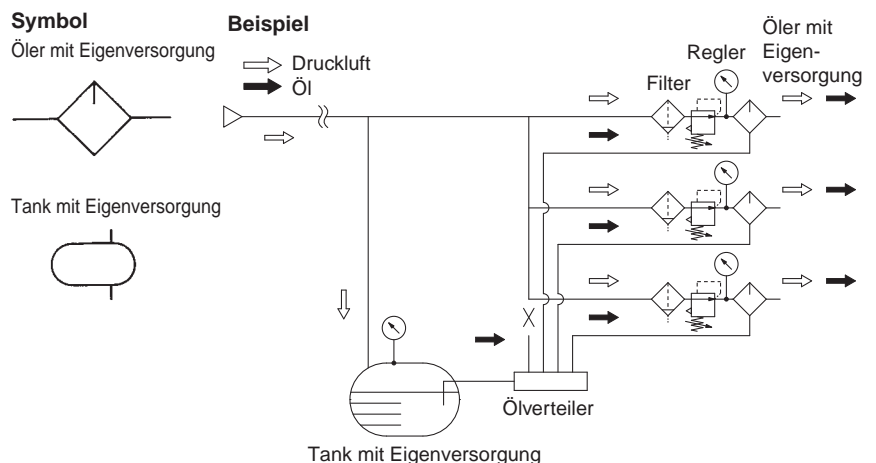 Symbol
Öler mit Eigenversorgung
Tank mit Eigenversorgung
Beispiel
Druckluft
Öl
Filter
Regler
Öler mit
Eigen-
versorgung
Ölverteiler
Tank mit Eigenversorgung